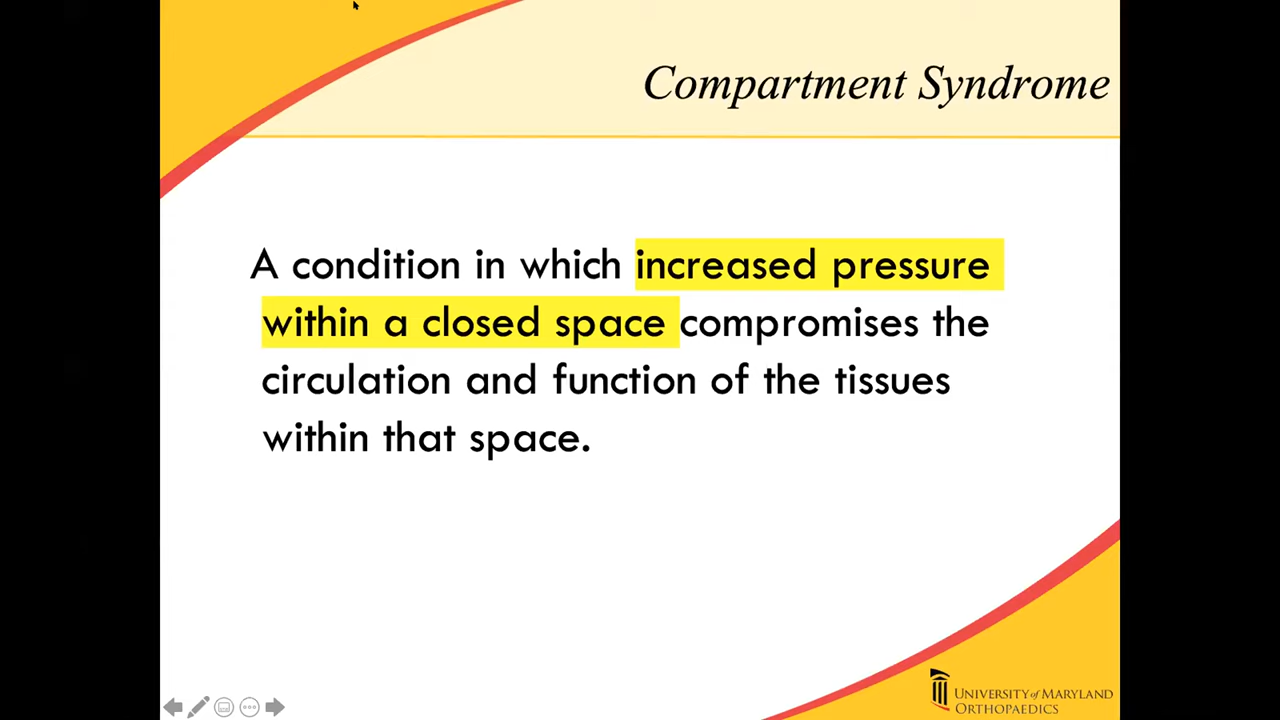 Compartment Syndrome
A condition in which increased pressure
within a closed space compromises the
circulation and function of the tissues
within that space.
UNIVERSITY of MARYLAND
ORTHOPAEDICS